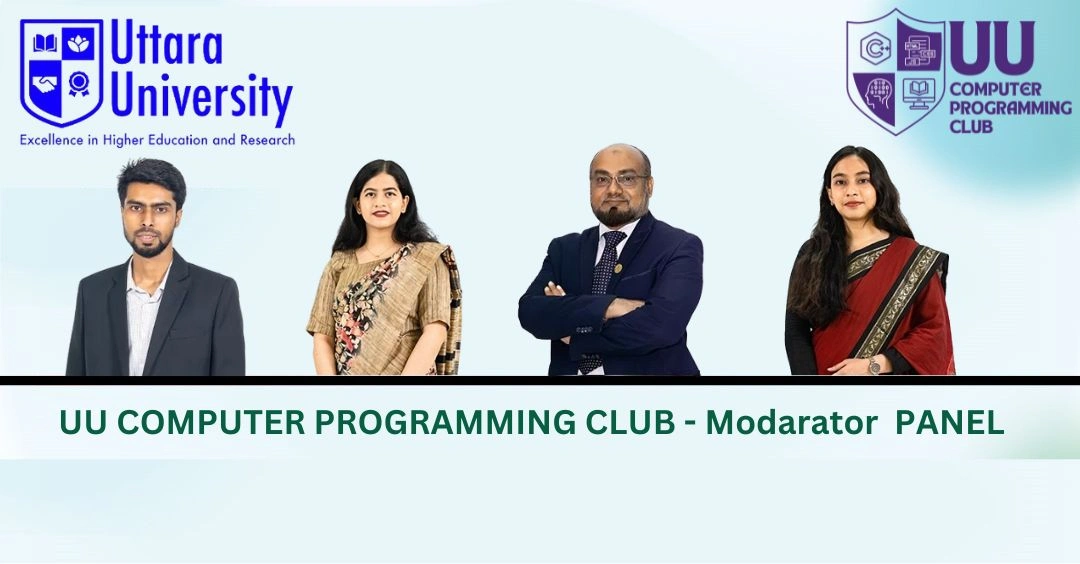 Uttara
University
Excellence in Higher Education and Research
UU
COMPUTER
PROGRAMMING
CLUB
C++
UU COMPUTER PROGRAMMING CLUB - Modarator PANEL